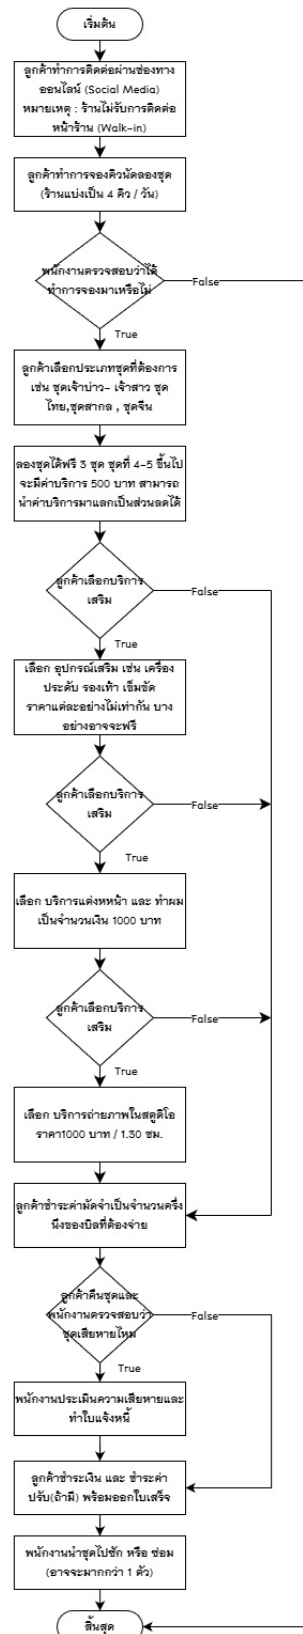 เริ่มต้น
ลูกค้าทำการติดต่อผ่านช่องทาง
ออนไลน์ (Social Media)
หมายเหตุ : ร้านไม่รับการติดต่อ
หน้าร้าน (Walk-in)
ลูกค้าทำการจองคิวนัดลองชุด
(ร้านแบ่งเป็น 4 คิว / วัน)
พนักงานตรวจสอบว่าได้
ทำการจองมาเหรือไม่
False
True
ลูกค้าเลือกประเภทชุดที่ต้องการ
เช่น ชุดเจ้าบ่าว- เจ้าสาว ชุด
ไทย,ชุดสากล , ชุดจีน
ลองชุดได้ฟรี 3 ชุด ชุดที่ 4-5 ขึ้นไป
จะมีค่าบริการ 500 บาท สามารถ
นำค่าบริการมาแลกเป็นส่วนลดได้
ลูกค้าเลือกบริการ
เสริม
False
True
เลือก อุปกรณ์เสริม เช่น เครื่อง
ประดับ รองเท้า เข็มขัด
ราคาแต่ละอย่างไม่เท่ากัน บาง
อย่างอาจจะฟรี
ลูกค้าเลือกบริการ
เสริม
False
True
เลือก บริการแต่งหหน้า และ ทำผม
เป็นจำนวนเงิน 1000 บาท
ลูกค้าเลือกบริการ
เสริม
False
True
เลือก บริการถ่ายภาพในสตูดิโอ
ราคา1000 บาท / 1.30 ชม.
ลูกค้าชำระค่ามัดจำเป็นจำนวนครึ่ง
นึงของบิลที่ต้องจ่าย
ลูกค้าคืนชุดและ
พนักงานตรวจสอบว่า
ชุดเสียหายไหม
False
True
พนักงานประเมินความเสียหายและ
ทำใบแจ้งหนี้
ลูกค้าชำระเงิน และ ชำระค่า
ปรับ(ถ้ามี) พร้อมออกใบเสร็จ
พนักงานนำชุดไปซัก หรือ ซ่อม
(อาจจะมากกว่า 1 ตัว)
สิ้นสุด